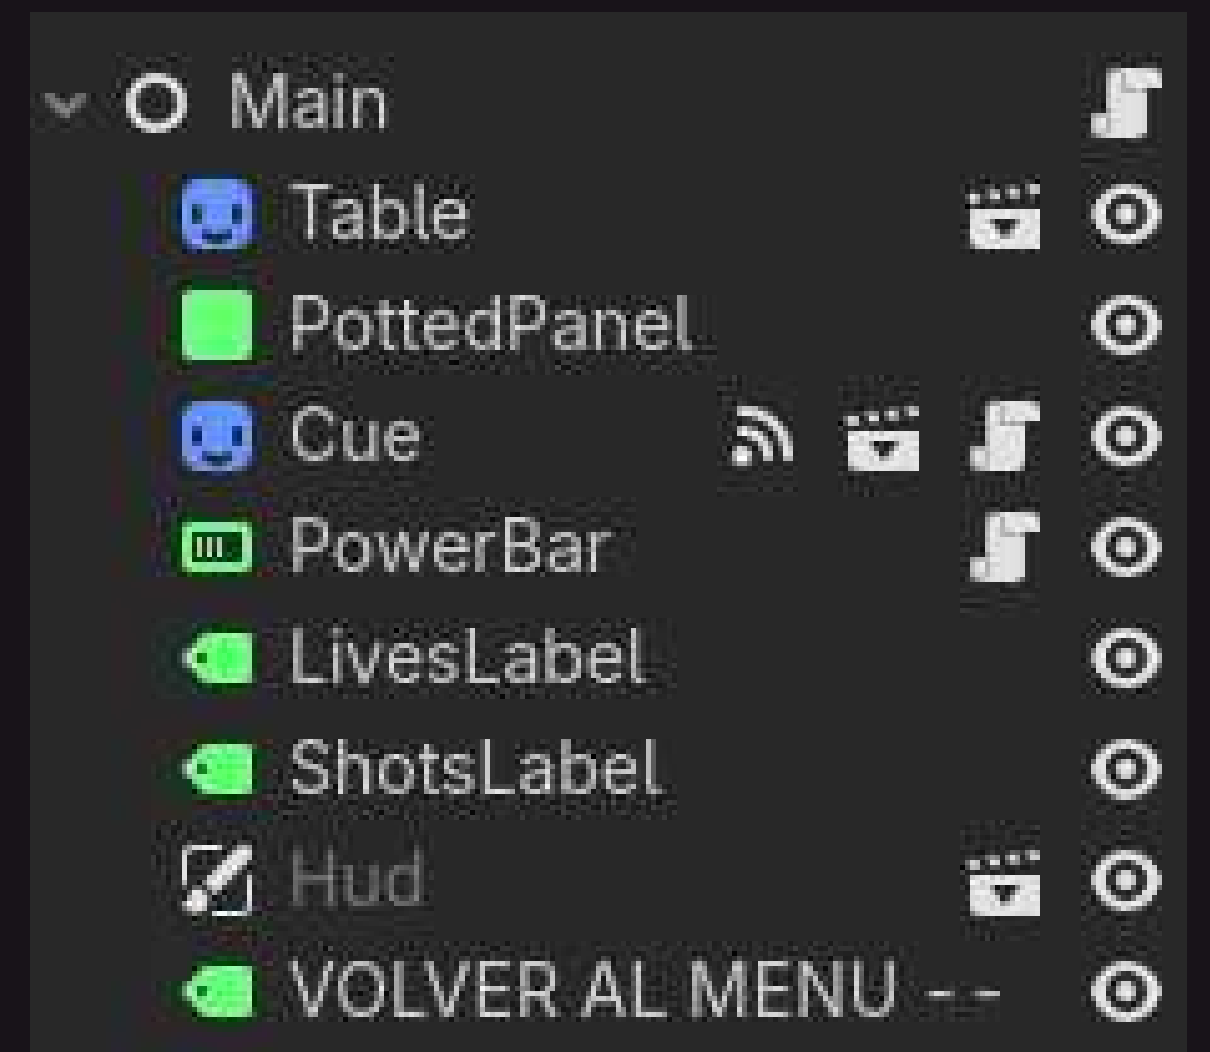 Main
Table
PottedPanel
Cue
PowerBar
LivesLabel
ShotsLabel
Hud
VOLVER AL MENU --